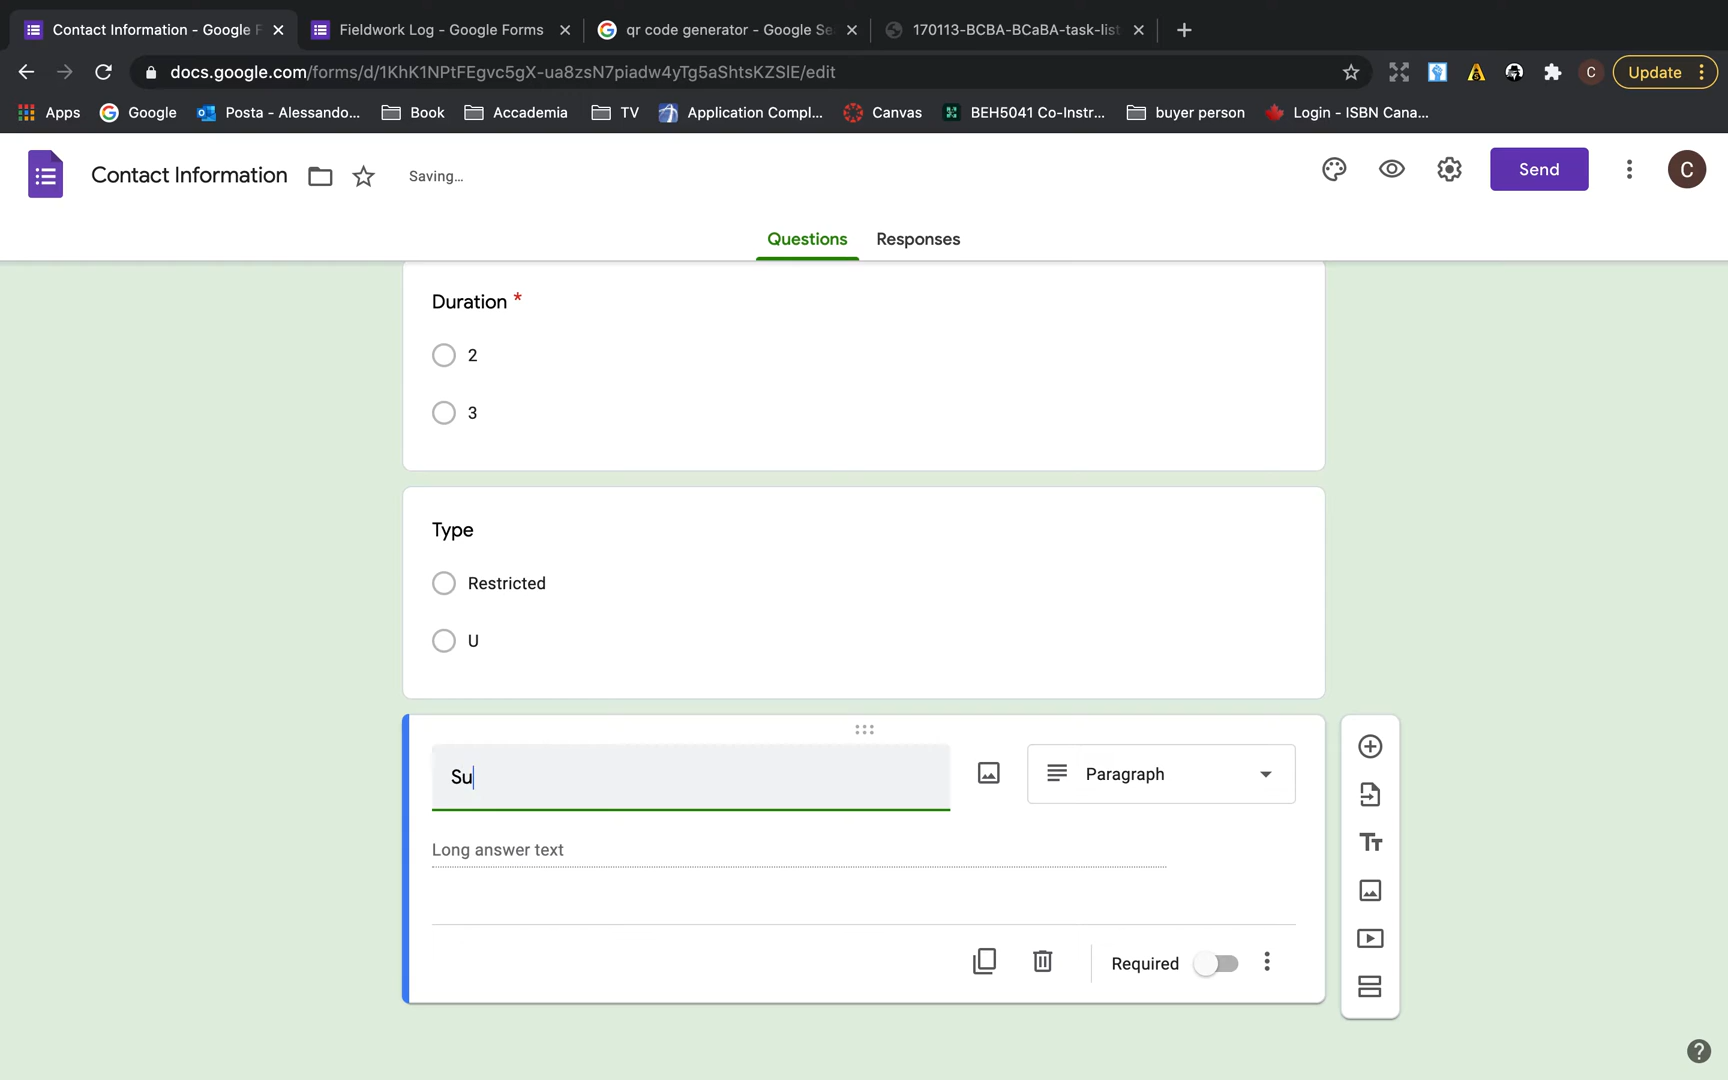 Contact Information - Google F
Fieldwork Log - Google Forms
qr code generator - Google Se
170113-BCBA-BCaBA-task-list
docs.google.com/forms/d/1KhK1NPtFEgvc5gX-ua8zsN7piadw4yTg5aShtsKZSlE/edit
C
Update
Apps
Google
Posta - Alessando...
Book
Accademia
TV
Application Compl...
Canvas
BEH5041 Co-Instr...
buyer person
Login - ISBN Cana...
Contact Information
Saving...
Send
C
Questions
Responses
Duration *
2
3
Type
Restricted
U
Su
Paragraph
Long answer text
Tт
Required
?